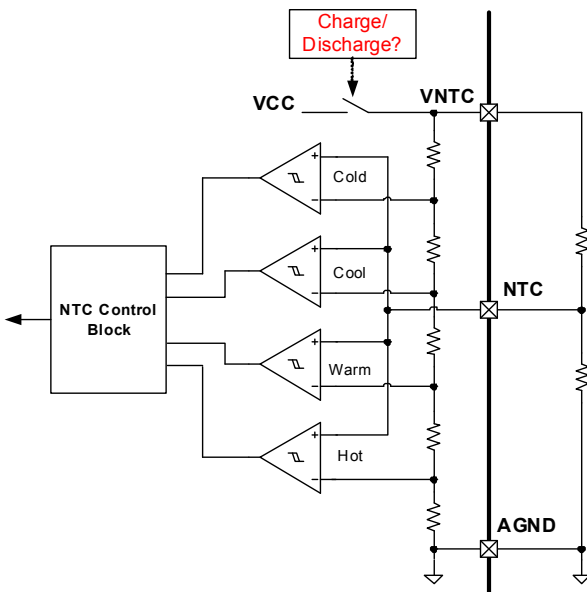 Charge/
Discharge?
VCC
VNTC
+
Cold
−
+
Cool
−
NTC
NTC Control
Block
+
Warm
−
+
Hot
−
AGND